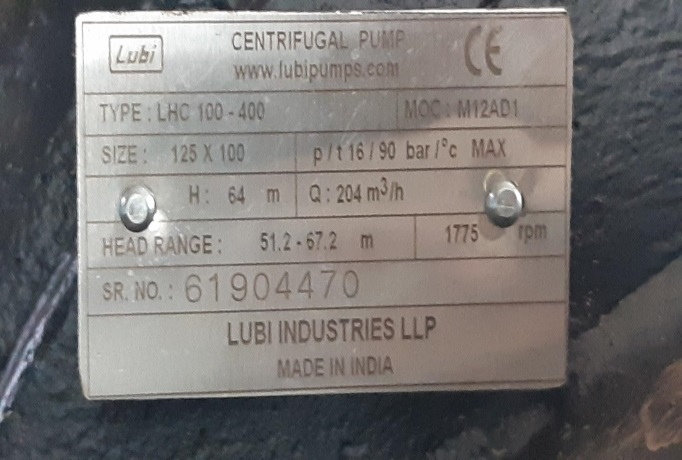 Lubi CENTRIFUGAL PUMP CE
www.lubipumps.com
TYPE : LHC 100 - 400 MOC : M12AD1
SIZE : 125 X 100 p / t 16 / 90 bar / °c MAX
H : 64 m Q : 204 m³/h
HEAD RANGE : 51.2 - 67.2 m 1775 rpm
SR. NO. : 61904470
LUBI INDUSTRIES LLP
MADE IN INDIA